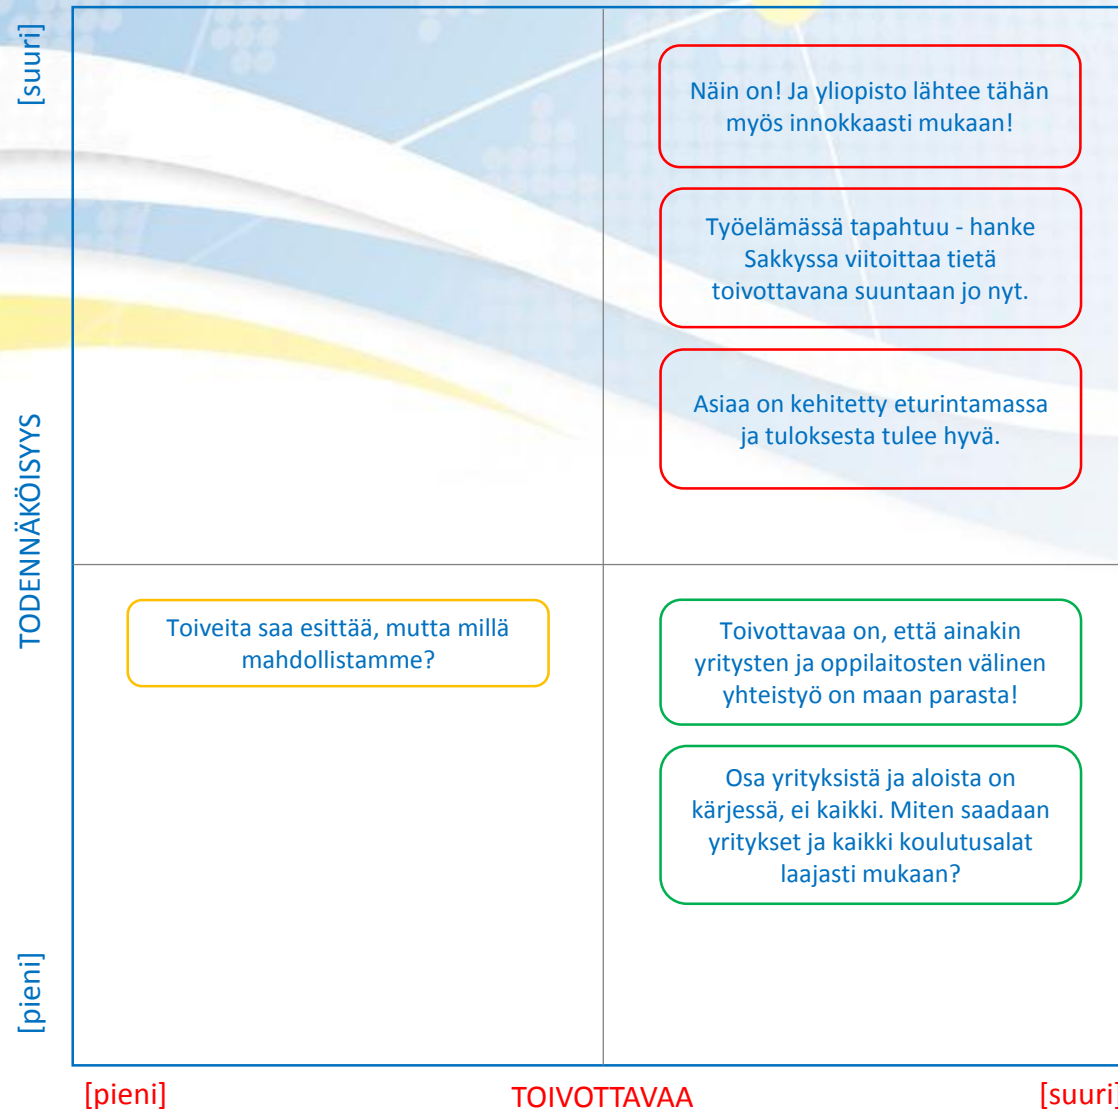 [suuri]
Näin on! Ja yliopisto lähtee tähän
myös innokkaasti mukaan!
Työelämässä tapahtuu - hanke
Sakkyssa viitoittaa tietä
toivottavana suuntaan jo nyt.
Asiaa on kehitetty eturintamassa
ja tuloksesta tulee hyvä.
TODENNÄKÖISYYS
Toiveita saa esittää, mutta millä
mahdollistamme?
Toivottavaa on, että ainakin
yritysten ja oppilaitosten välinen
yhteistyö on maan parasta!
Osa yrityksistä ja aloista on
kärjessä, ei kaikki. Miten saadaan
yritykset ja kaikki koulutusalat
laajasti mukaan?
[pieni]
[pieni]
TOIVOTTAVAA
[suuri]